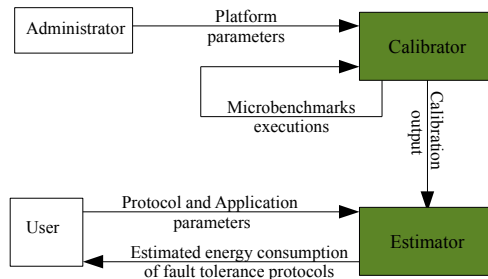 Platform
Administrator
parameters
Calibrator
Microbenchmarks
executions
Calibration
output
Protocol and Application
parameters
User
Estimator
Estimated energy consumption
of fault tolerance protocols